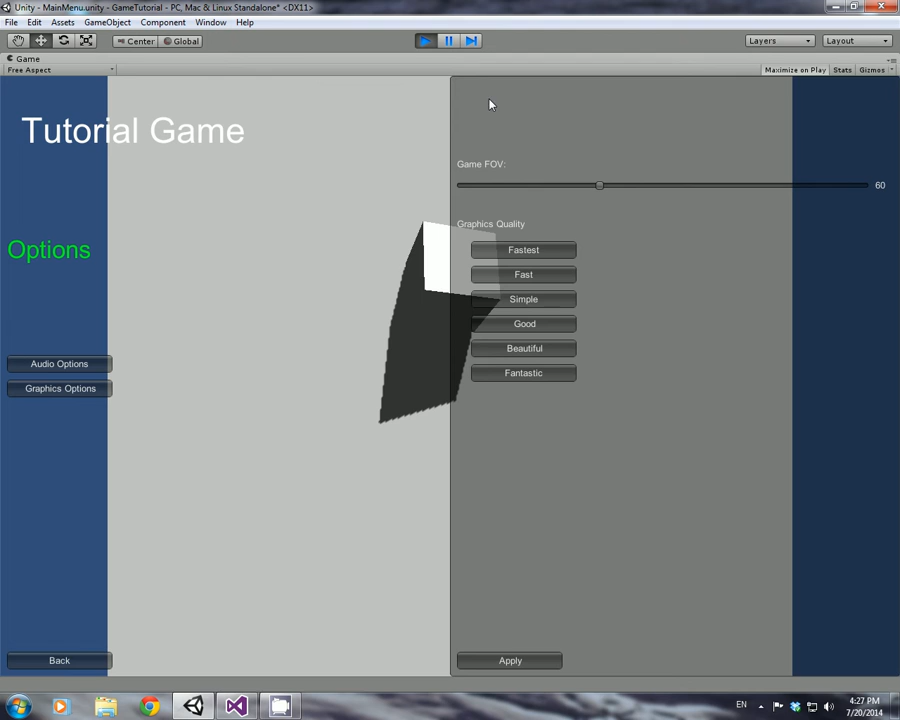 Unity - MainMenu.unity - GameTutorial - PC, Mac & Linux Standalone* <DX11>
File Edit Assets GameObject Component Window Help
Center Global Layers Layout
Game
Free Aspect Maximize on Play Stats Gizmos
Tutorial Game
Game FOV:
60
Graphics Quality
Options
Fastest
Fast
Simple
Good
Beautiful
Audio Options
Fantastic
Graphics Options
Back
Apply
EN
4:27 PM
7/20/2014